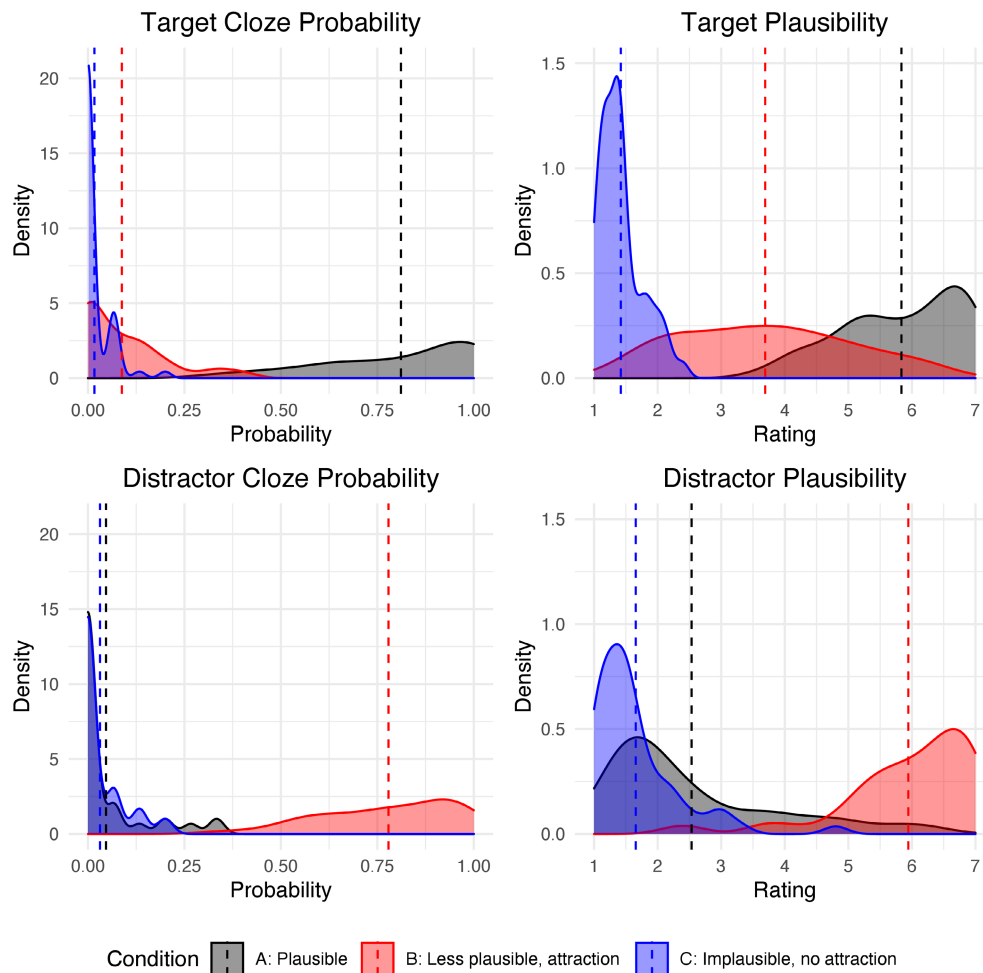 Target Cloze Probability
Target Plausibility
Density
20
15
10
5
0
0.00 0.25 0.50 0.75 1.00
Probability
Density
1.5
1.0
0.5
0.0
1 2 3 4 5 6 7
Rating
Distractor Cloze Probability
Distractor Plausibility
Density
20
15
10
5
0
0.00 0.25 0.50 0.75 1.00
Probability
Density
1.5
1.0
0.5
0.0
1 2 3 4 5 6 7
Rating
Condition A: Plausible B: Less plausible, attraction C: Implausible, no attraction